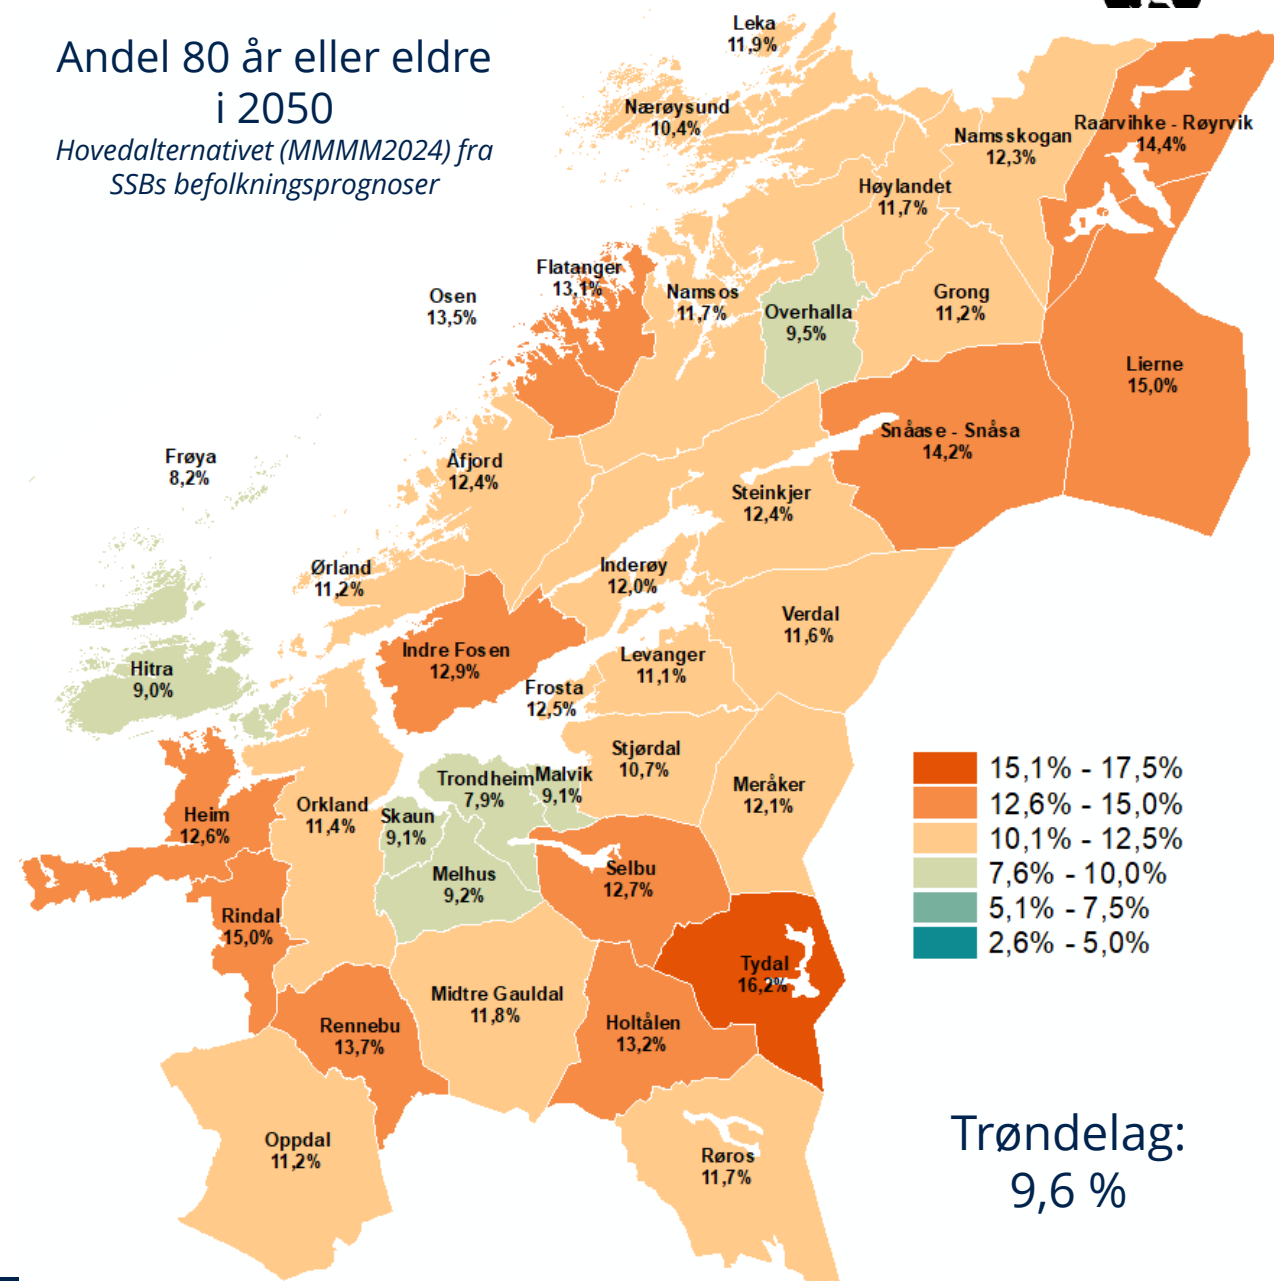 Andel 80 år eller eldre
i 2050
Hovedalternativet (MMMM2024) fra
SSBs befolkningsprognoser
Leka
11,9%
Nærøysund
10,4%
Namsskogan
12,3%
Raarvihke - Røyrvik
14,4%
Høylandet
11,7%
Flatanger
13,1%
Osen
13,5%
Namsos
11,7%
Overhalla
9,5%
Grong
11,2%
Lierne
15,0%
Snåase - Snåsa
14,2%
Frøya
8,2%
Åfjord
12,4%
Steinkjer
12,4%
Ørland
11,2%
Inderøy
12,0%
Verdal
11,6%
Hitra
9,0%
Indre Fosen
12,9%
Levanger
11,1%
Frosta
12,5%
Stjørdal
10,7%
Trondheim
7,9%
Malvik
9,1%
Meråker
12,1%
Heim
12,6%
Orkland
11,4%
Skaun
9,1%
Melhus
9,2%
Selbu
12,7%
Rindal
15,0%
Tydal
16,2%
Midtre Gauldal
11,8%
Rennebu
13,7%
Holtålen
13,2%
Oppdal
11,2%
Røros
11,7%
15,1% - 17,5%
12,6% - 15,0%
10,1% - 12,5%
7,6% - 10,0%
5,1% - 7,5%
2,6% - 5,0%
Trøndelag:
9,6 %